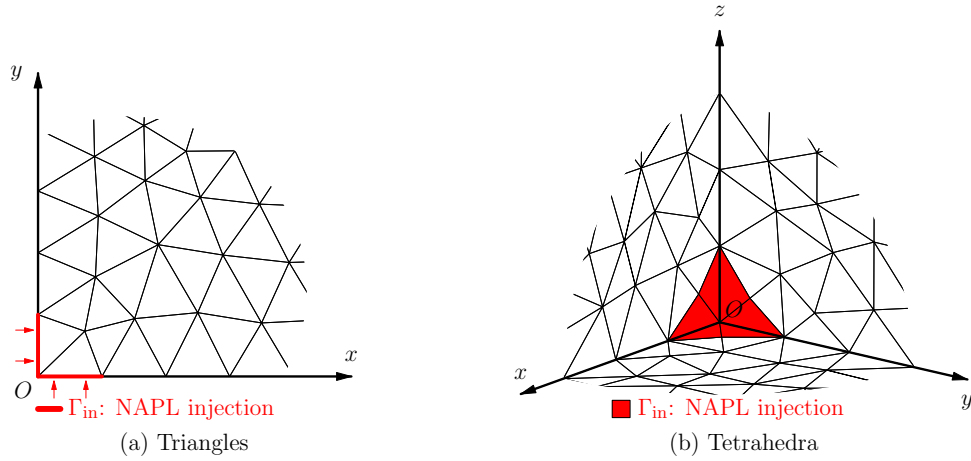 y
x
O
Γin: NAPL injection
(a) Triangles
z
O
x
y
Γin: NAPL injection
(b) Tetrahedra